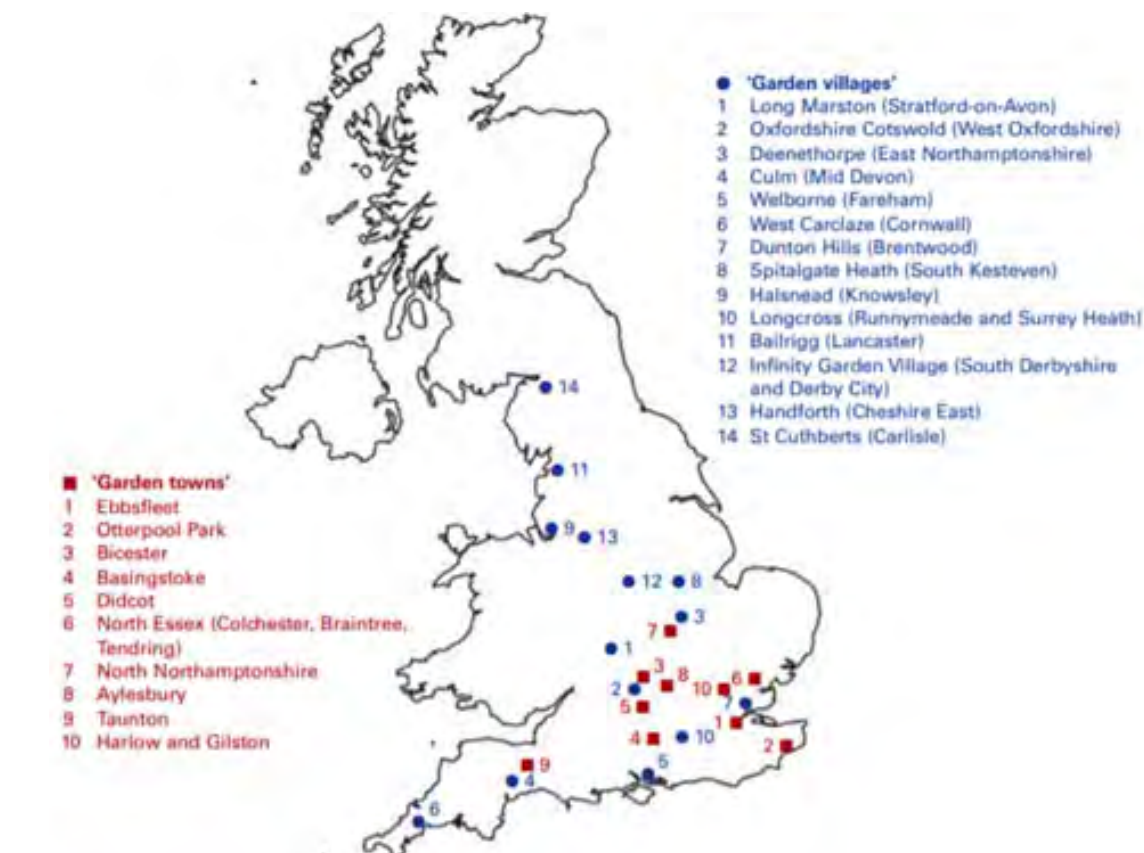 'Garden villages'
1 Long Marston (Stratford-on-Avon)
2 Oxfordshire Cotswold (West Oxfordshire)
3 Deenethorpe (East Northamptonshire)
4 Culm (Mid Devon)
5 Welborne (Fareham)
6 West Carclaze (Cornwall)
7 Dunton Hills (Brentwood)
8 Spitalgate Heath (South Kesteven)
9 Halsnead (Knowsley)
10 Longcross (Runnymeade and Surrey Heath)
11 Bailrigg (Lancaster)
12 Infinity Garden Village (South Derbyshire
and Derby City)
13 Handforth (Cheshire East)
14 St Cuthberts (Carlisle)
'Garden towns'
1 Ebbsfleet
2 Otterpool Park
3 Bicester
4 Basingstoke
5 Didcot
6 North Essex (Colchester, Braintree,
Tendring)
7 North Northamptonshire
8 Aylesbury
9 Taunton
10 Harlow and Gilston
14
11
9
13
12
8
3
7
1
3
8
6
2
10
7
5
1
4
10
2
5
9
4
6